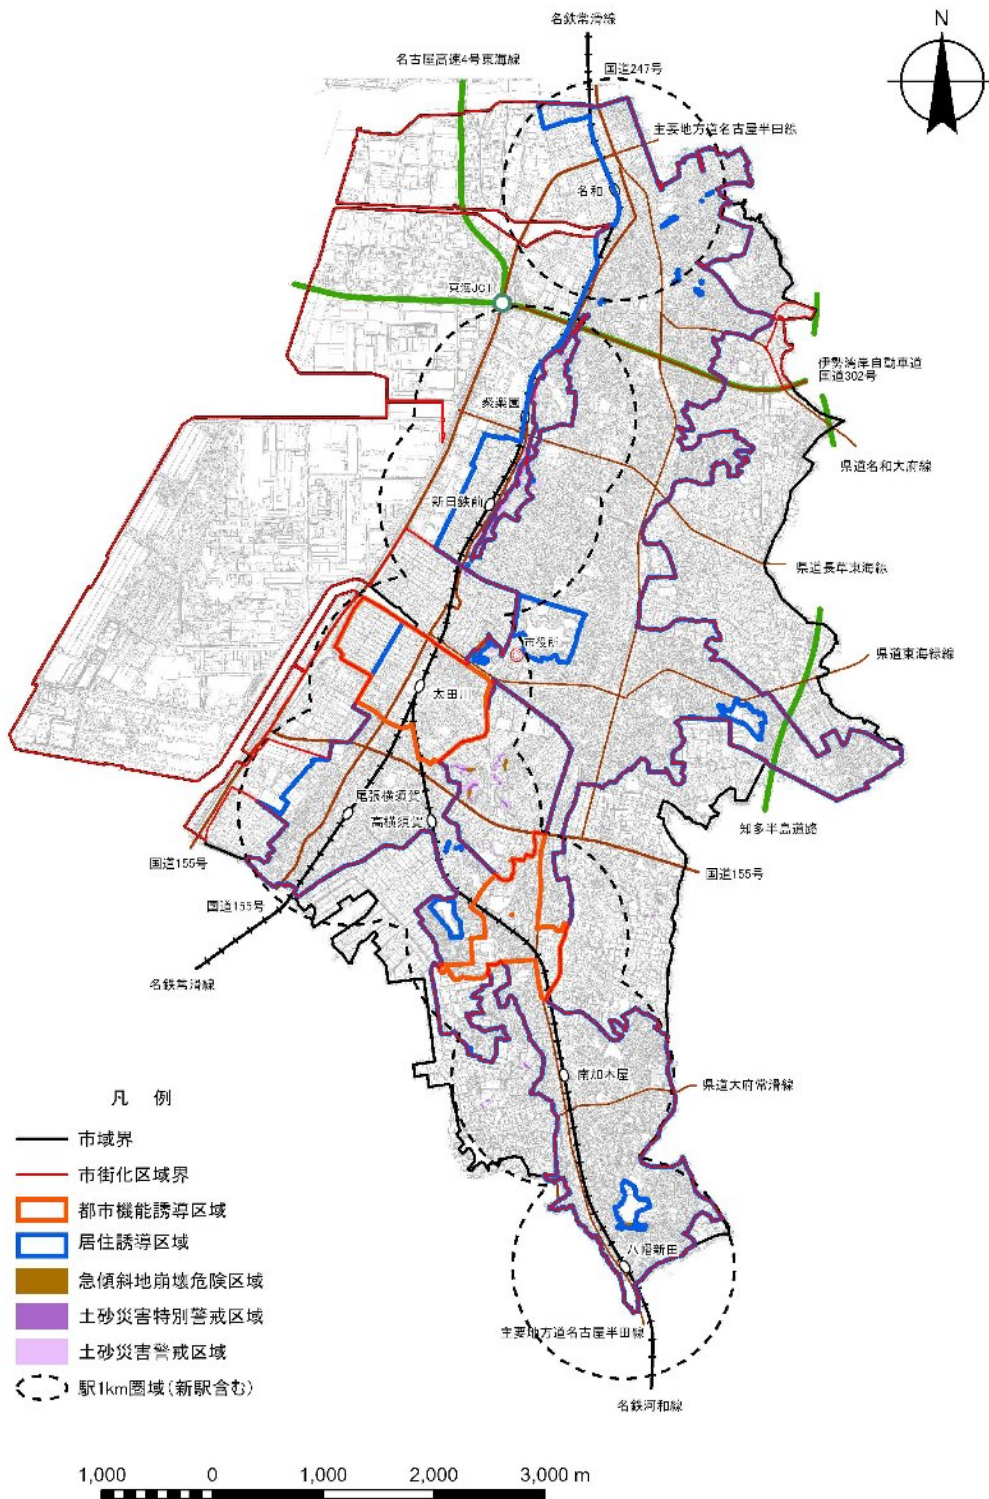 名鉄常滑線
N
名古屋高速4号東海線
国道247号
主要地方道名古屋半田線
名和
東海JCT
伊勢湾岸自動車道
国道302号
聚楽園
県道名和大府線
新日鉄前
県道長草東海線
市役所
県道東海緑線
太田川
尾張横須賀
高横須賀
知多半島道路
国道155号
国道155号
国道155号
名鉄常滑線
南加木屋
県道大府常滑線
八幡新田
主要地方道名古屋半田線
名鉄河和線
凡 例
市域界
市街化区域界
都市機能誘導区域
居住誘導区域
急傾斜地崩壊危険区域
土砂災害特別警戒区域
土砂災害警戒区域
駅1km圏域(新駅含む)
1,000 0 1,000 2,000 3,000 m